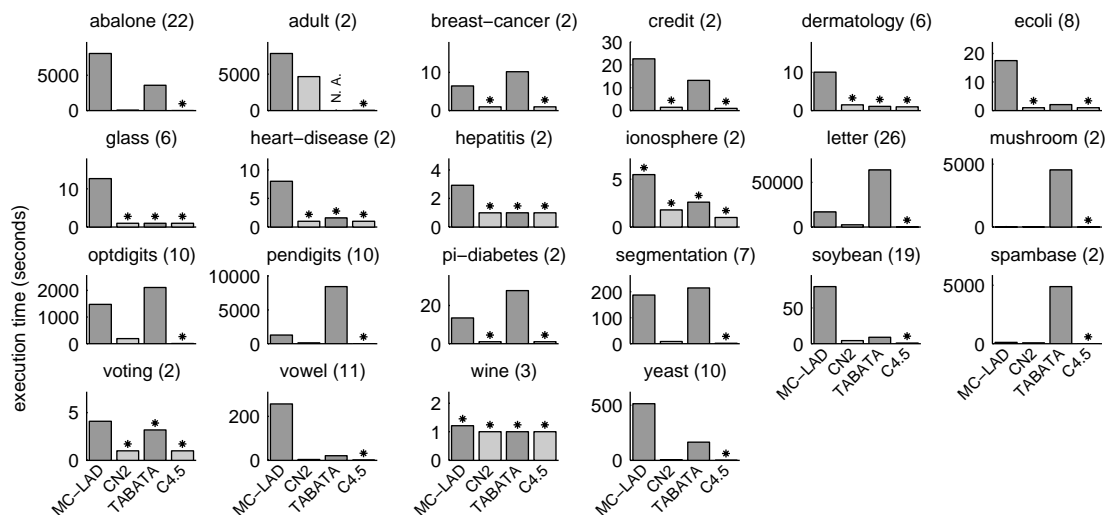 abalone (22) adult (2) breast−cancer (2) credit (2) dermatology (6) ecoli (8)
5000
0
*
5000
0
N. A.
*
10
0
* *
30
20
10
0
* *
10
0
* * *
20
10
0
* *
glass (6) heart−disease (2) hepatitis (2) ionosphere (2) letter (26) mushroom (2)
10
0
* * *
10
5
0
* * *
4
2
0
* * *
5
0
* * * *
50000
0
*
5000
0
*
optdigits (10) pendigits (10) pi−diabetes (2) segmentation (7) soybean (19) spambase (2)
2000
1000
0
*
10000
5000
0
*
20
0
* *
200
100
0
*
50
0
*
MC−LAD
CN2
TABATA
C4.5
5000
0
*
MC−LAD
CN2
TABATA
C4.5
voting (2) vowel (11) wine (3) yeast (10)
5
0
* * *
MC−LAD
CN2
TABATA
C4.5
200
0
*
MC−LAD
CN2
TABATA
C4.5
2
1
0
* * * *
MC−LAD
CN2
TABATA
C4.5
500
0
*
MC−LAD
CN2
TABATA
C4.5
execution time (seconds)